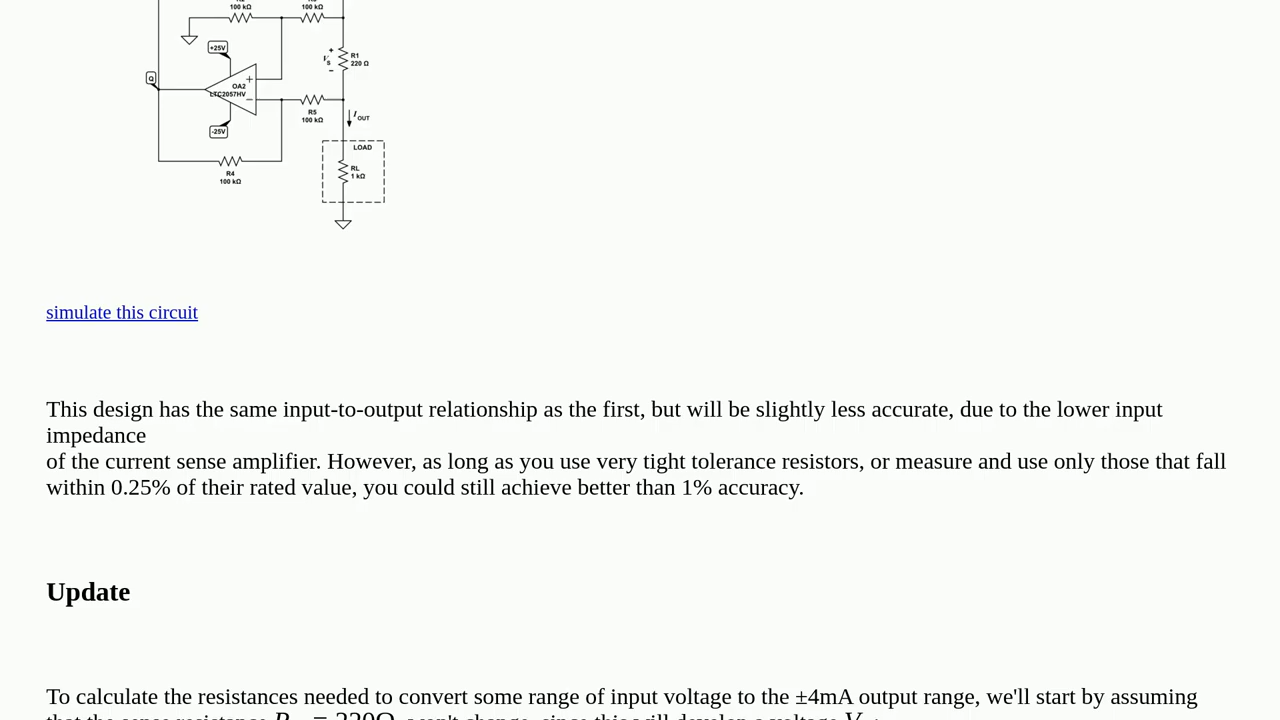 100 kΩ
100 kΩ
+25V
+
V
S
−
R1
220 Ω
Q
OA2
LTC2057HV
+
−
R5
100 kΩ
I
OUT
-25V
LOAD
R4
100 kΩ
RL
1 kΩ
simulate this circuit
This design has the same input-to-output relationship as the first, but will be slightly less accurate, due to the lower input
impedance
of the current sense amplifier. However, as long as you use very tight tolerance resistors, or measure and use only those that fall
within 0.25% of their rated value, you could still achieve better than 1% accuracy.
Update
To calculate the resistances needed to convert some range of input voltage to the ±4mA output range, we'll start by assuming